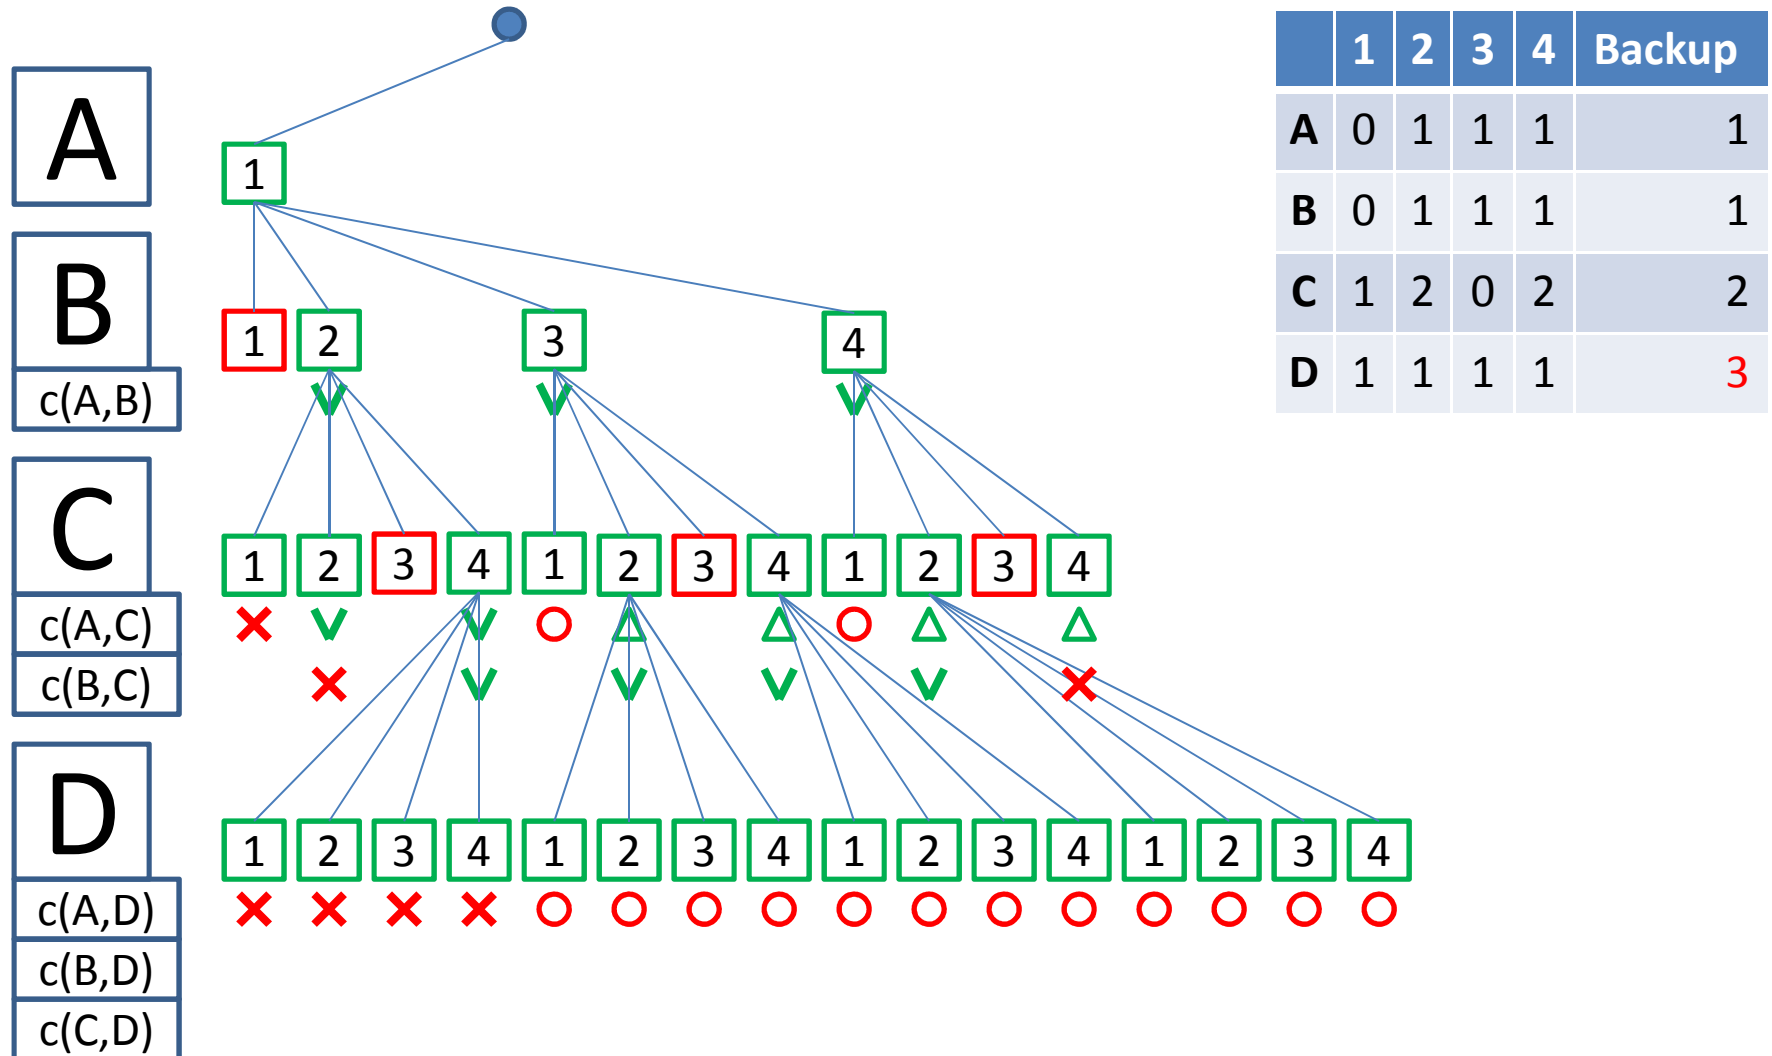 1 2 3 4 Backup
A 0 1 1 1 1
B 0 1 1 1 1
C 1 2 0 2 2
D 1 1 1 1 3
A
1
B
1 2 3 4
c(A,B)
C
1 2 3 4 1 2 3 4 1 2 3 4
c(A,C)
c(B,C)
D
1 2 3 4 1 2 3 4 1 2 3 4 1 2 3 4
c(A,D)
c(B,D)
c(C,D)